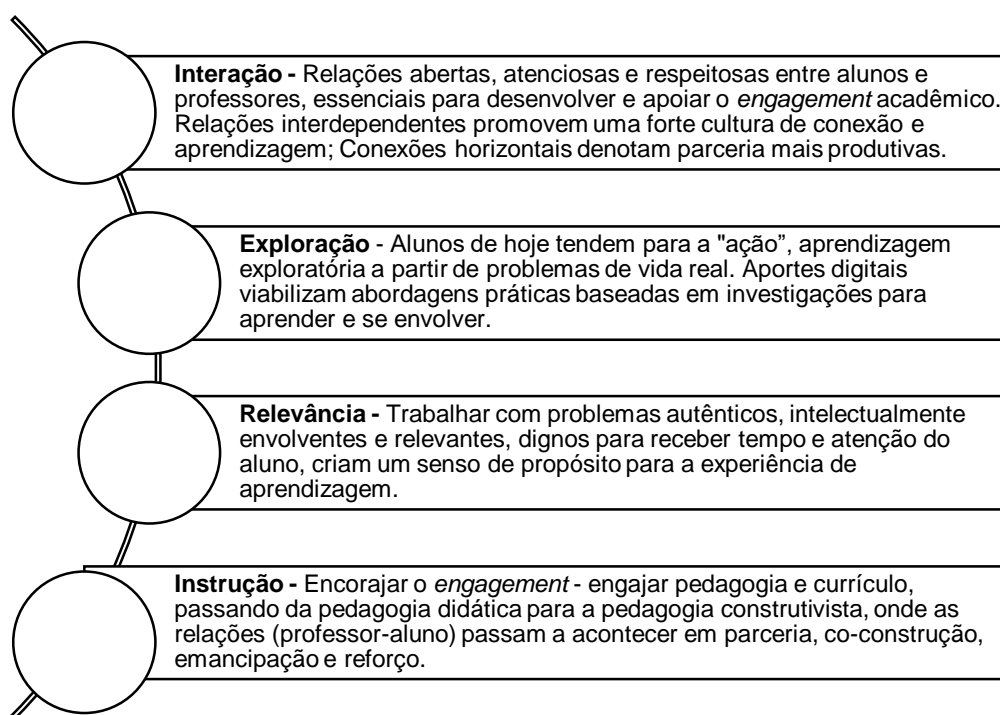 Interação - Relações abertas, atenciosas e respeitosas entre alunos e
professores, essenciais para desenvolver e apoiar o engagement acadêmico.
Relações interdependentes promovem uma forte cultura de conexão e
aprendizagem; Conexões horizontais denotam parceria mais produtivas.
Exploração - Alunos de hoje tendem para a "ação”, aprendizagem
exploratória a partir de problemas de vida real. Aportes digitais
viabilizam abordagens práticas baseadas em investigações para
aprender e se envolver.
Relevância - Trabalhar com problemas autênticos, intelectualmente
envolventes e relevantes, dignos para receber tempo e atenção do
aluno, criam um senso de propósito para a experiência de
aprendizagem.
Instrução - Encorajar o engagement - engajar pedagogia e currículo,
passando da pedagogia didática para a pedagogia construtivista, onde as
relações (professor-aluno) passam a acontecer em parceria, co-construção,
emancipação e reforço.